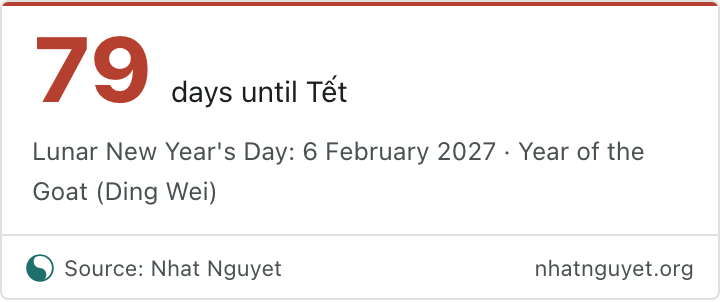 79 days until Tết
Lunar New Year's Day: 6 February 2027 · Year of the
Goat (Ding Wei)
Source: Nhat Nguyet
nhatnguyet.org